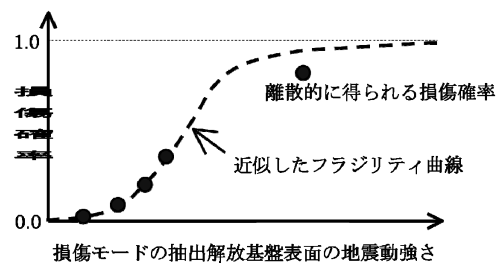 1.0
損傷確率
離散的に得られる損傷確率
近似したフラジリティ曲線
0.0
損傷モードの抽出解放基盤表面の地震動強さ